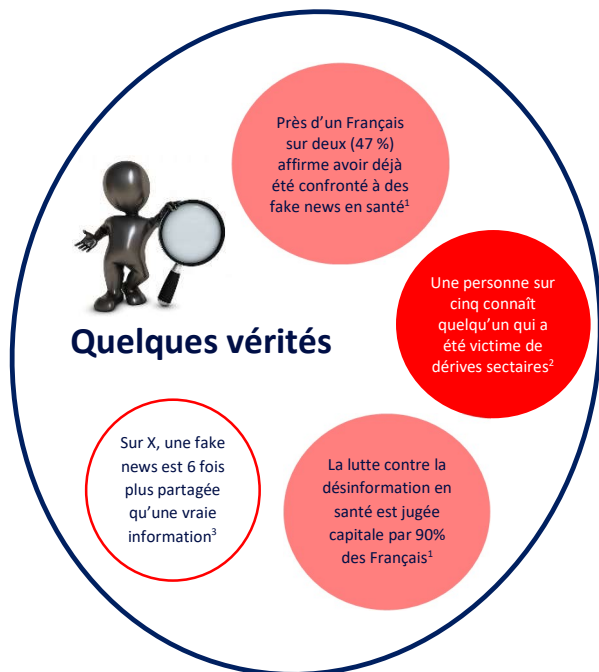 Près d’un Français
sur deux (47 %)
affirme avoir déjà
été confronté à des
fake news en santé¹
Une personne sur
cinq connaît
quelqu’un qui a
été victime de
dérives sectaires²
Quelques vérités
Sur X, une fake
news est 6 fois
plus partagée
qu’une vraie
information³
La lutte contre la
désinformation en
santé est jugée
capitale par 90%
des Français¹